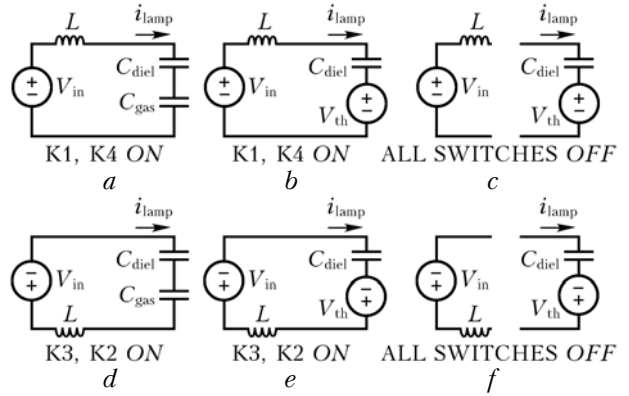 L i_lamp L i_lamp L i_lamp
C_diel C_diel C_diel
+ − V_in + − V_in + − V_in
C_gas + − V_th + − V_th
K1, K4 ON K1, K4 ON ALL SWITCHES OFF
a b c
i_lamp i_lamp i_lamp
C_diel C_diel C_diel
− + V_in − + V_in − + V_in
C_gas − + V_th − + V_th
L L L
K3, K2 ON K3, K2 ON ALL SWITCHES OFF
d e f